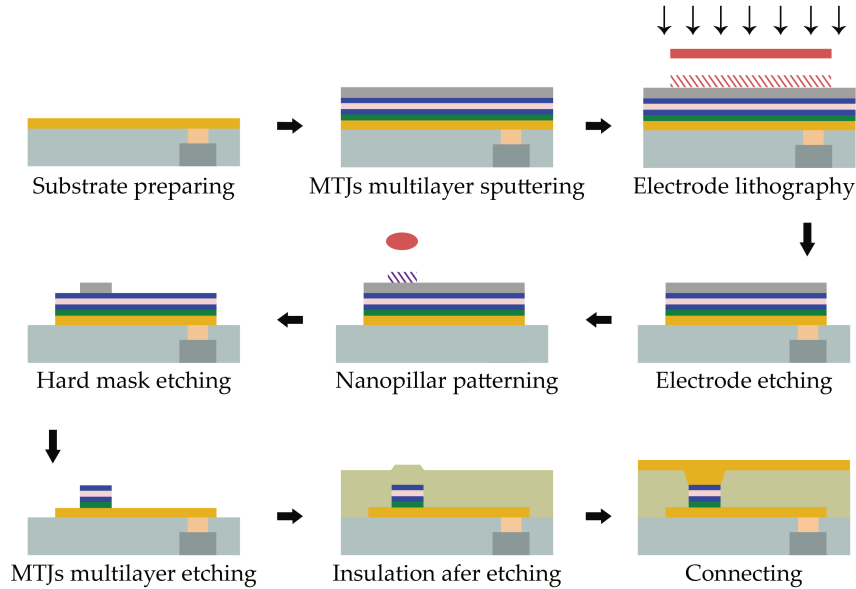 Substrate preparing
MTJs multilayer sputtering
Electrode lithography
Hard mask etching
Nanopillar patterning
Electrode etching
MTJs multilayer etching
Insulation afer etching
Connecting